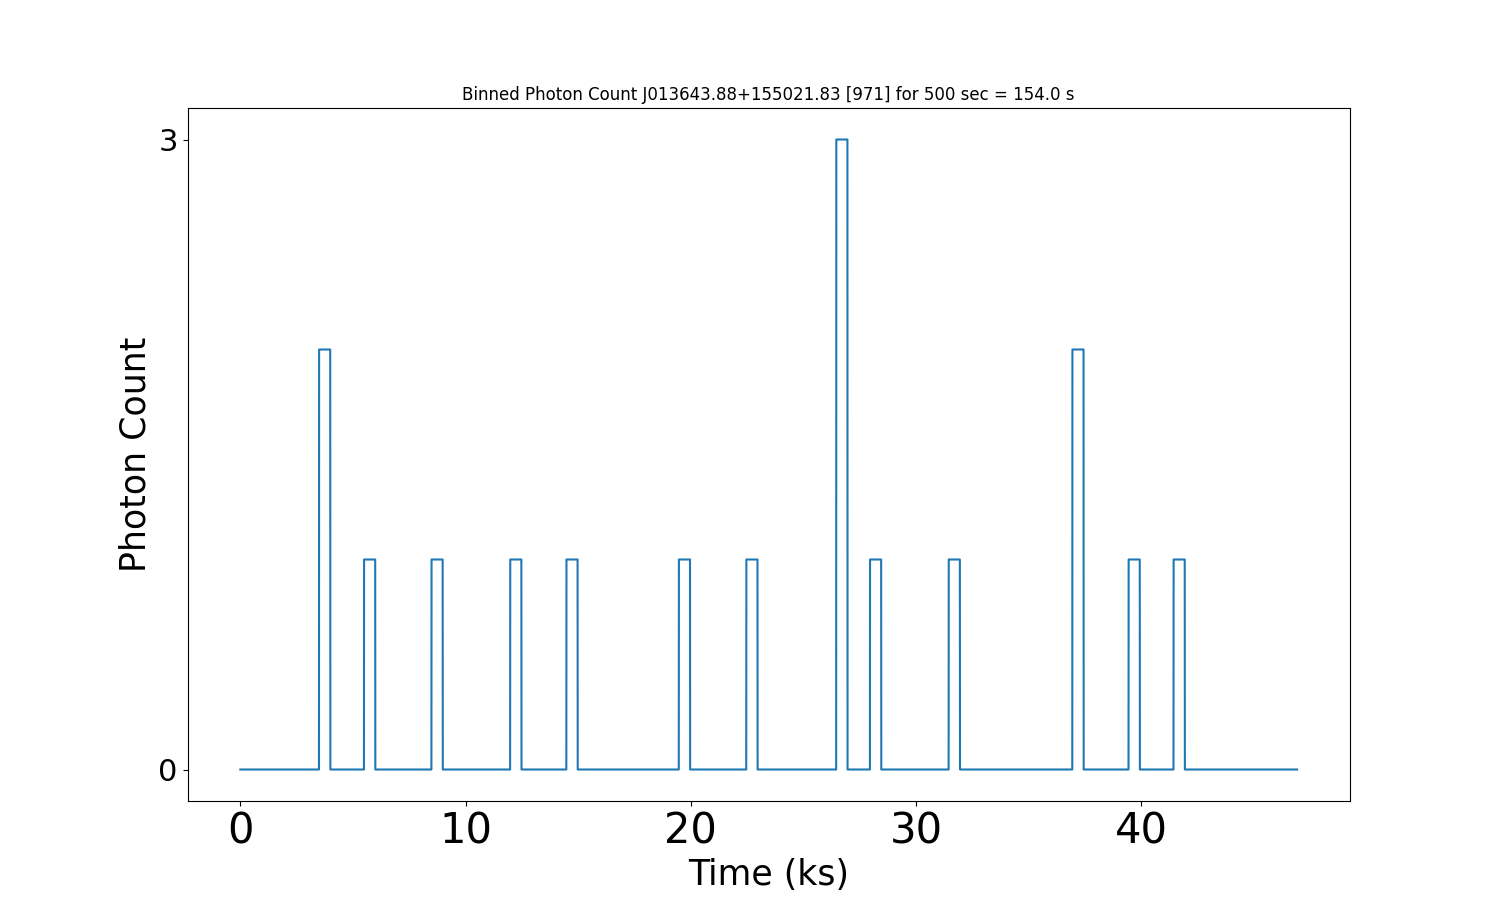 Binned Photon Count J013643.88+155021.83 [971] for 500 sec = 154.0 s
3
Photon Count
0
0 10 20 30 40
Time (ks)